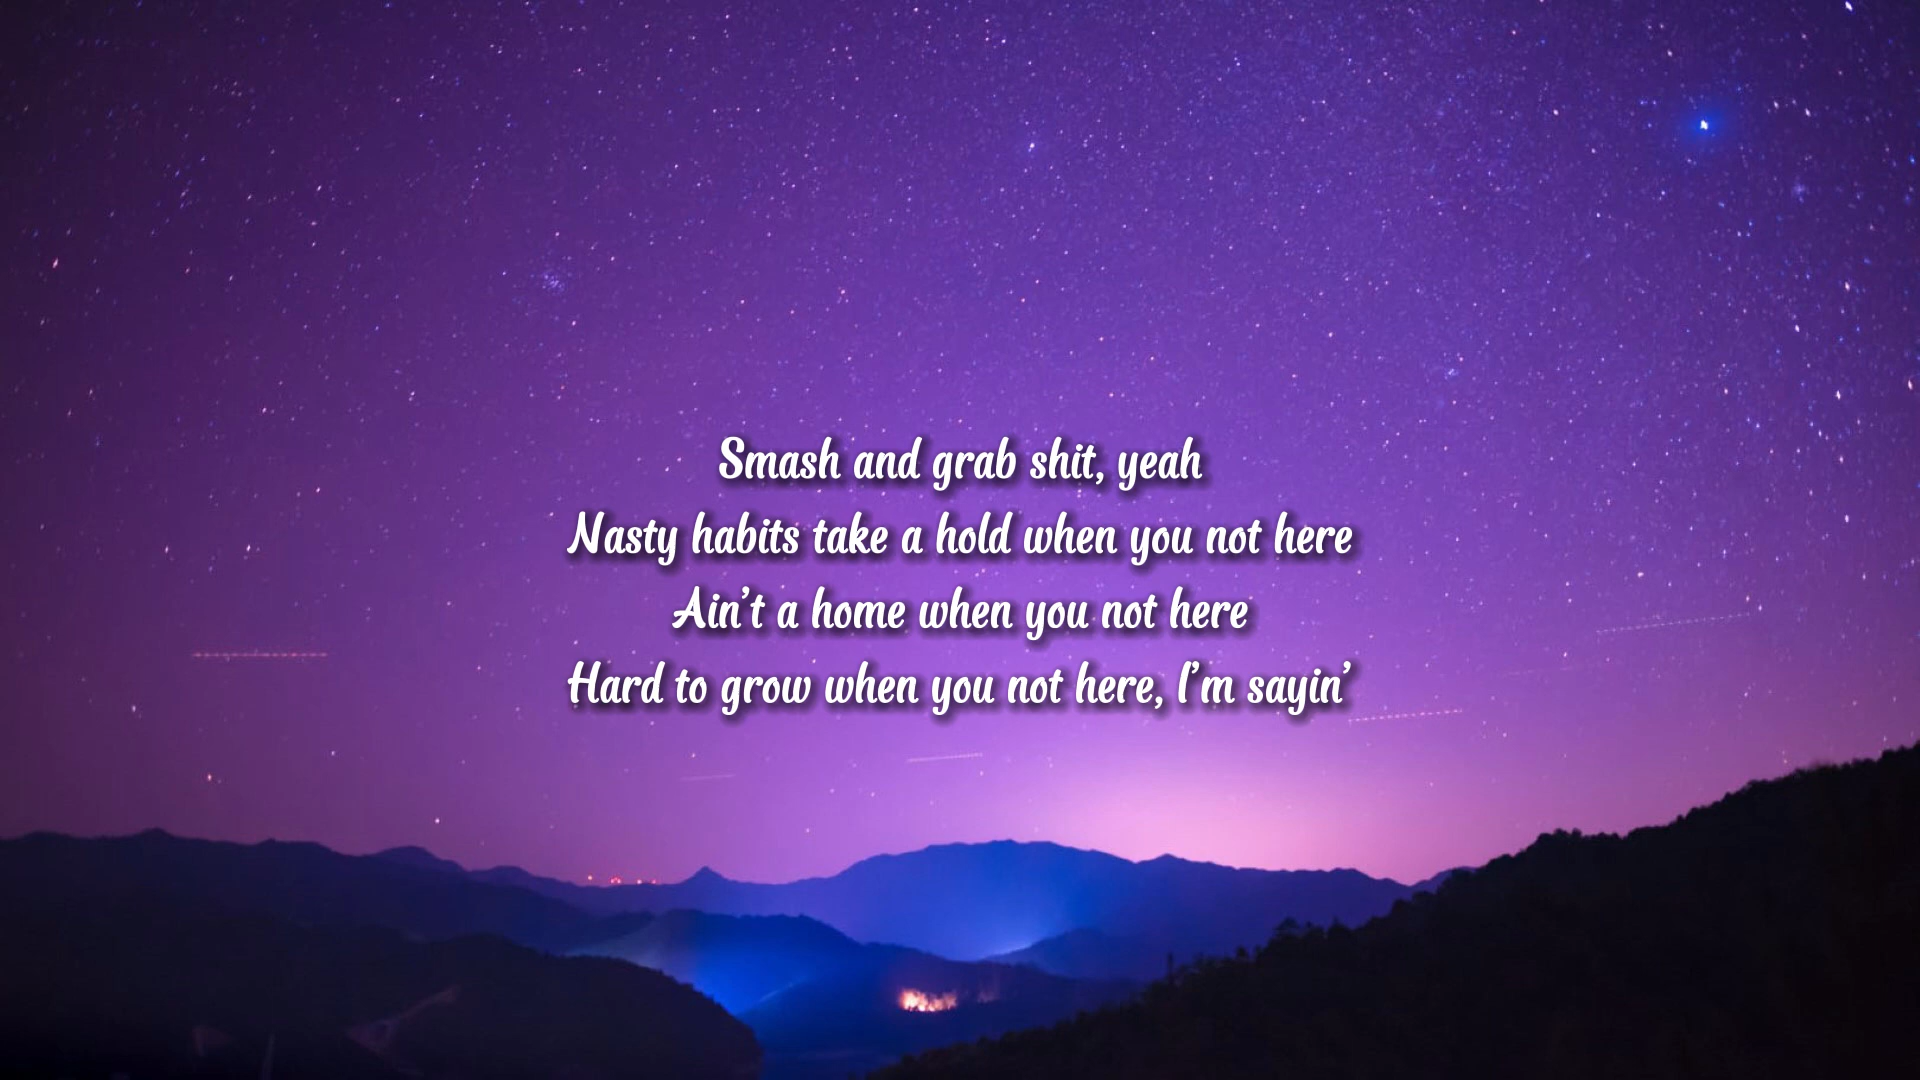 Smash and grab shit, yeah
Nasty habits take a hold when you not here
Ain’t a home when you not here
Hard to grow when you not here, I’m sayin’